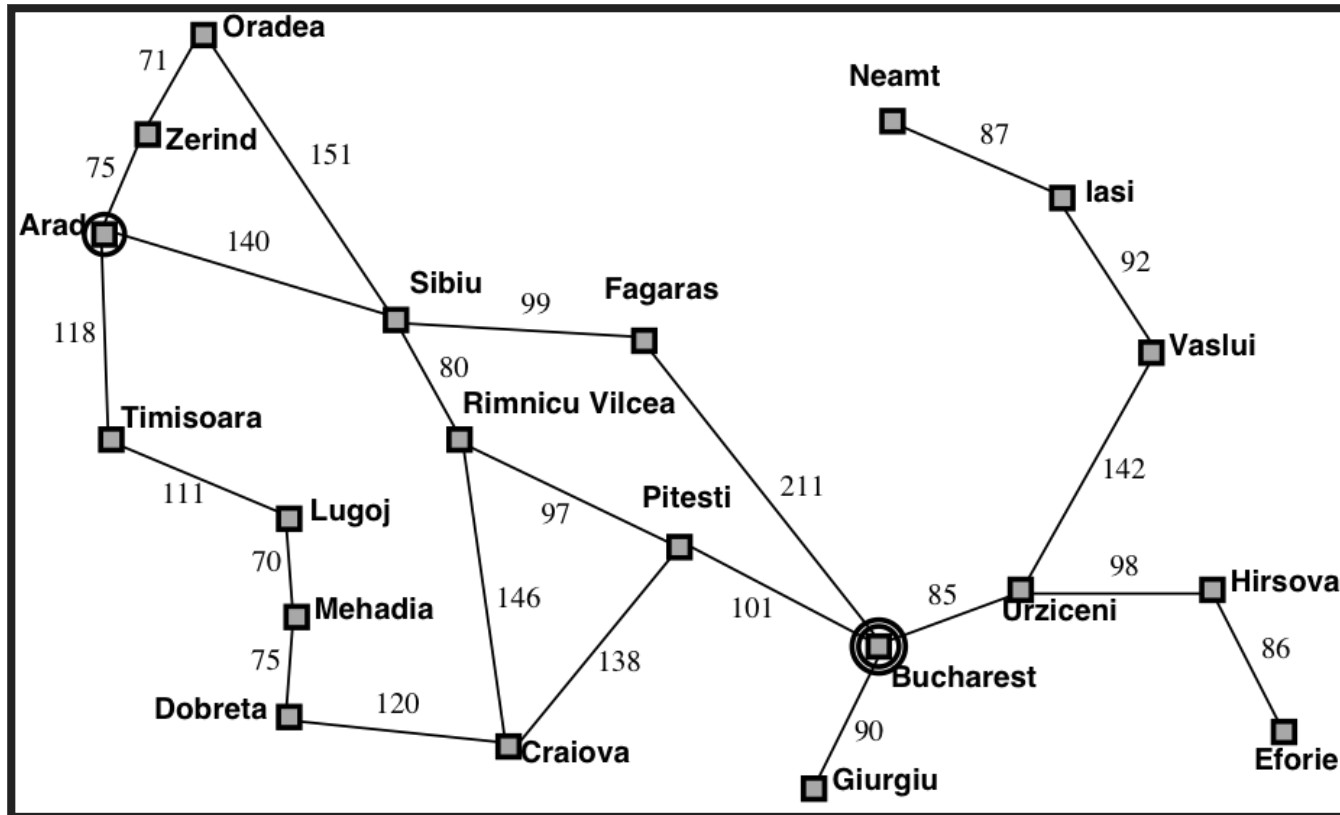 Oradea
71
Neamt
87
Zerind
151
75
Iasi
Arad
140
92
Sibiu
Fagaras
99
118
Vaslui
80
Rimnicu Vilcea
Timisoara
142
211
111
Lugoj
97
Pitesti
70
98
Hirsova
146
101
85
Urziceni
Mehadia
75
138
86
Bucharest
Dobreta
120
90
Craiova
Giurgiu
Eforie